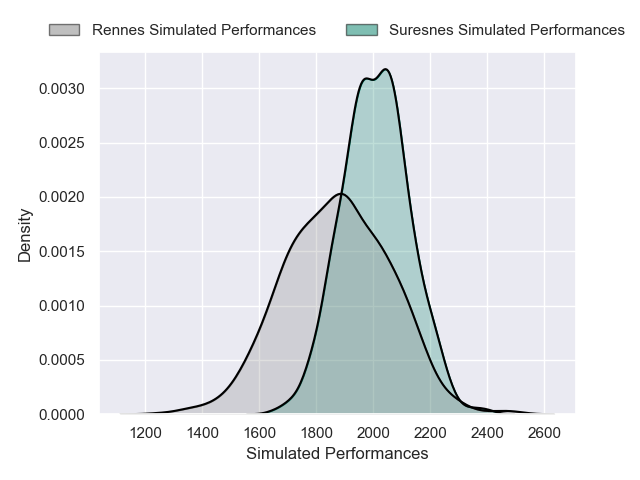 Rennes Simulated Performances
Suresnes Simulated Performances
0.0030
0.0025
0.0020
0.0015
0.0010
0.0005
0.0000
Density
1200 1400 1600 1800 2000 2200 2400 2600
Simulated Performances